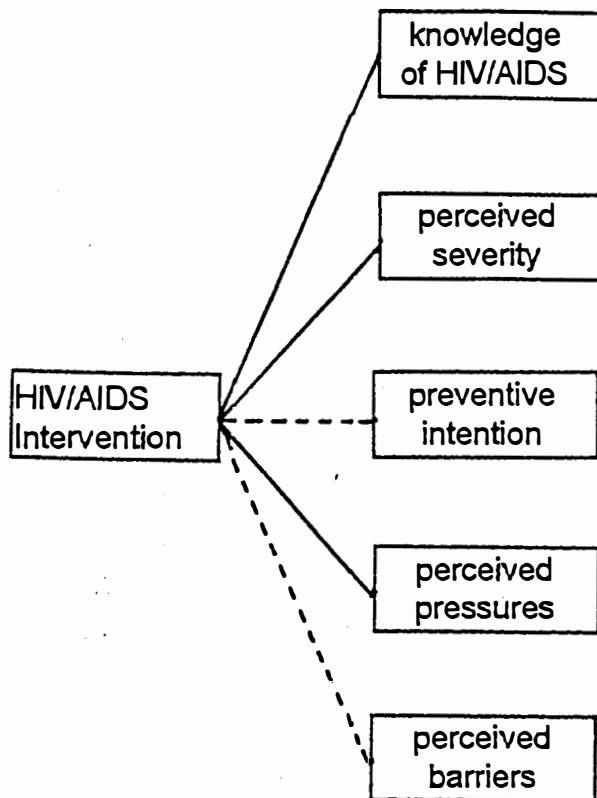 knowledge
of HIV/AIDS
perceived
severity
HIV/AIDS
Intervention
preventive
intention
perceived
pressures
perceived
barriers